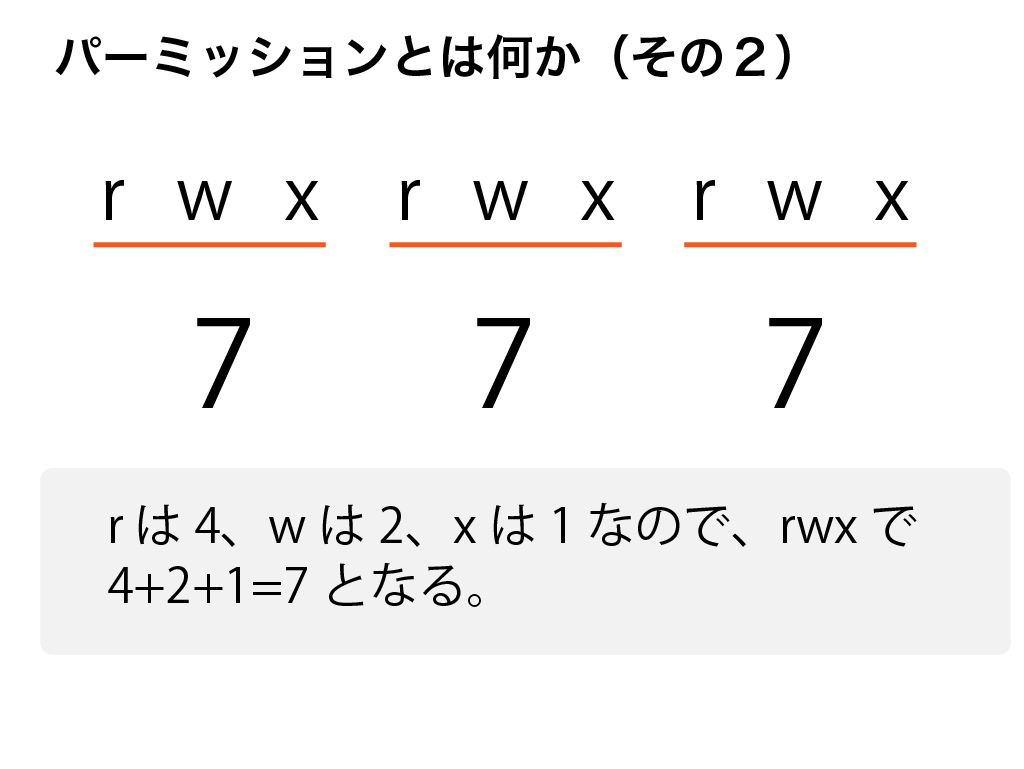 パーミッションとは何か（その２）
r w x r w x r w x
7 7 7
r は 4、w は 2、x は 1 なので、rwx で
4+2+1=7 となる。